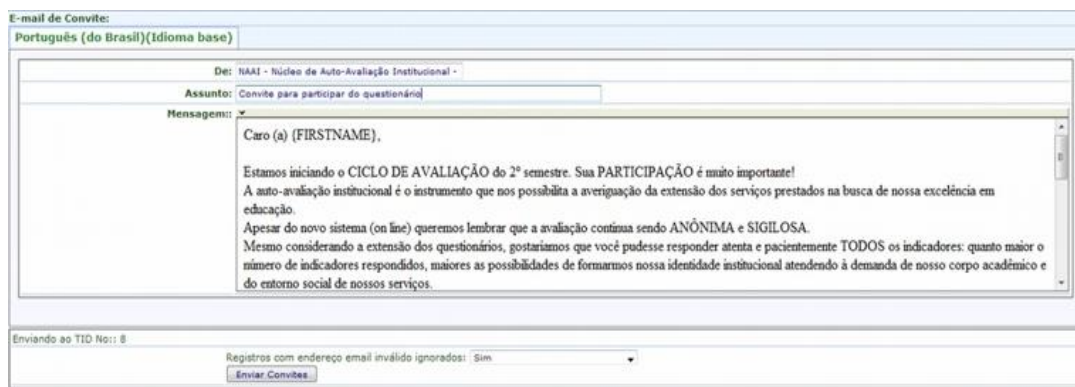 E-mail de Convite:
Português (do Brasil)(Idioma base)
De: NAAI - Núcleo de Auto-Avaliação Institucional -
Assunto: Convite para participar do questionário
Mensagem::
Caro (a) {FIRSTNAME},
Estamos iniciando o CICLO DE AVALIAÇÃO do 2º semestre. Sua PARTICIPAÇÃO é muito importante!
A auto-avaliação institucional é o instrumento que nos possibilita a averiguação da extensão dos serviços prestados na busca de nossa excelência em
educação.
Apesar do novo sistema (on line) queremos lembrar que a avaliação continua sendo ANÔNIMA e SIGILOSA.
Mesmo considerando a extensão dos questionários, gostaríamos que você pudesse responder atenta e pacientemente TODOS os indicadores: quanto maior o
número de indicadores respondidos, maiores as possibilidades de formarmos nossa identidade institucional atendendo à demanda de nosso corpo acadêmico e
do entorno social de nossos serviços.
Enviando ao TID No:: 8
Registros com endereço email inválido ignorados: Sim
Enviar Convites